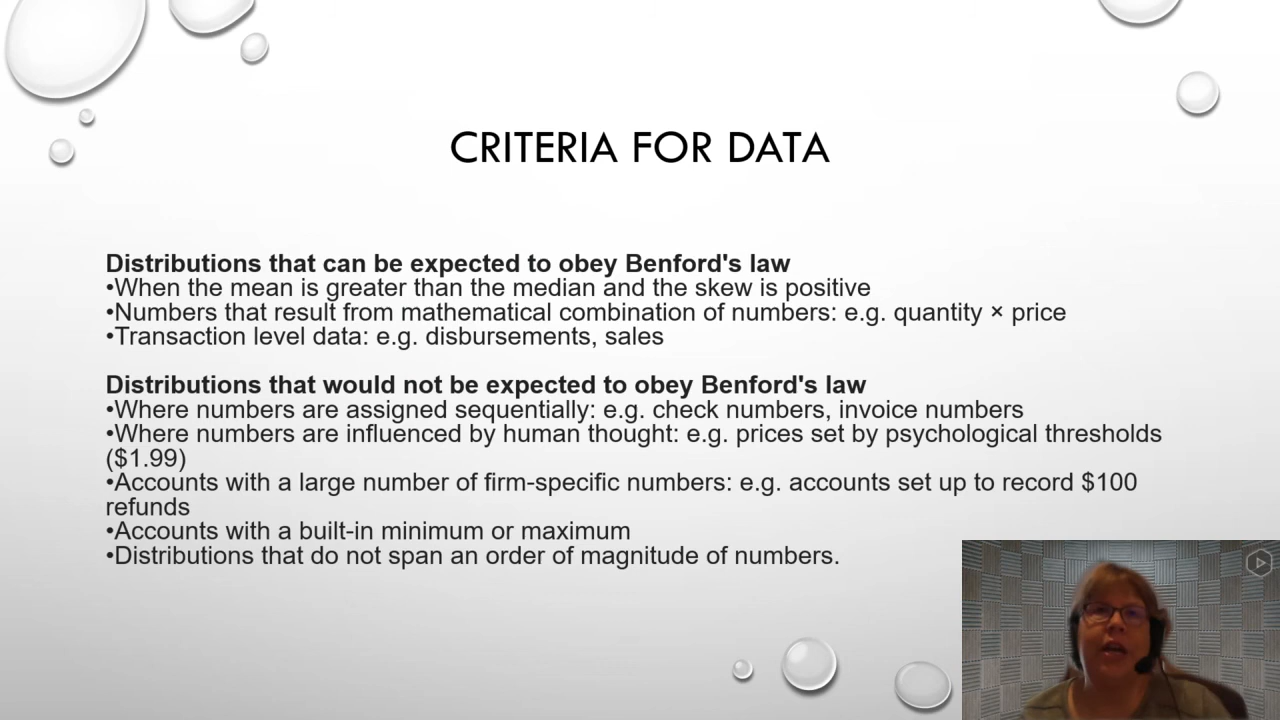 CRITERIA FOR DATA
Distributions that can be expected to obey Benford's law
•When the mean is greater than the median and the skew is positive
•Numbers that result from mathematical combination of numbers: e.g. quantity × price
•Transaction level data: e.g. disbursements, sales
Distributions that would not be expected to obey Benford's law
•Where numbers are assigned sequentially: e.g. check numbers, invoice numbers
•Where numbers are influenced by human thought: e.g. prices set by psychological thresholds
($1.99)
•Accounts with a large number of firm-specific numbers: e.g. accounts set up to record $100
refunds
•Accounts with a built-in minimum or maximum
•Distributions that do not span an order of magnitude of numbers.